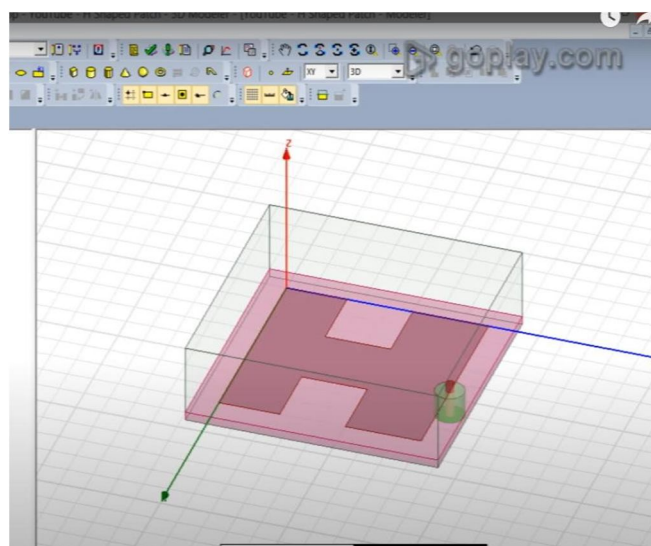 p - YouTube - H Shaped Patch - 3D Modeler - [YouTube - H Shaped Patch - Modeler]
goplay.com
XY
3D
Z